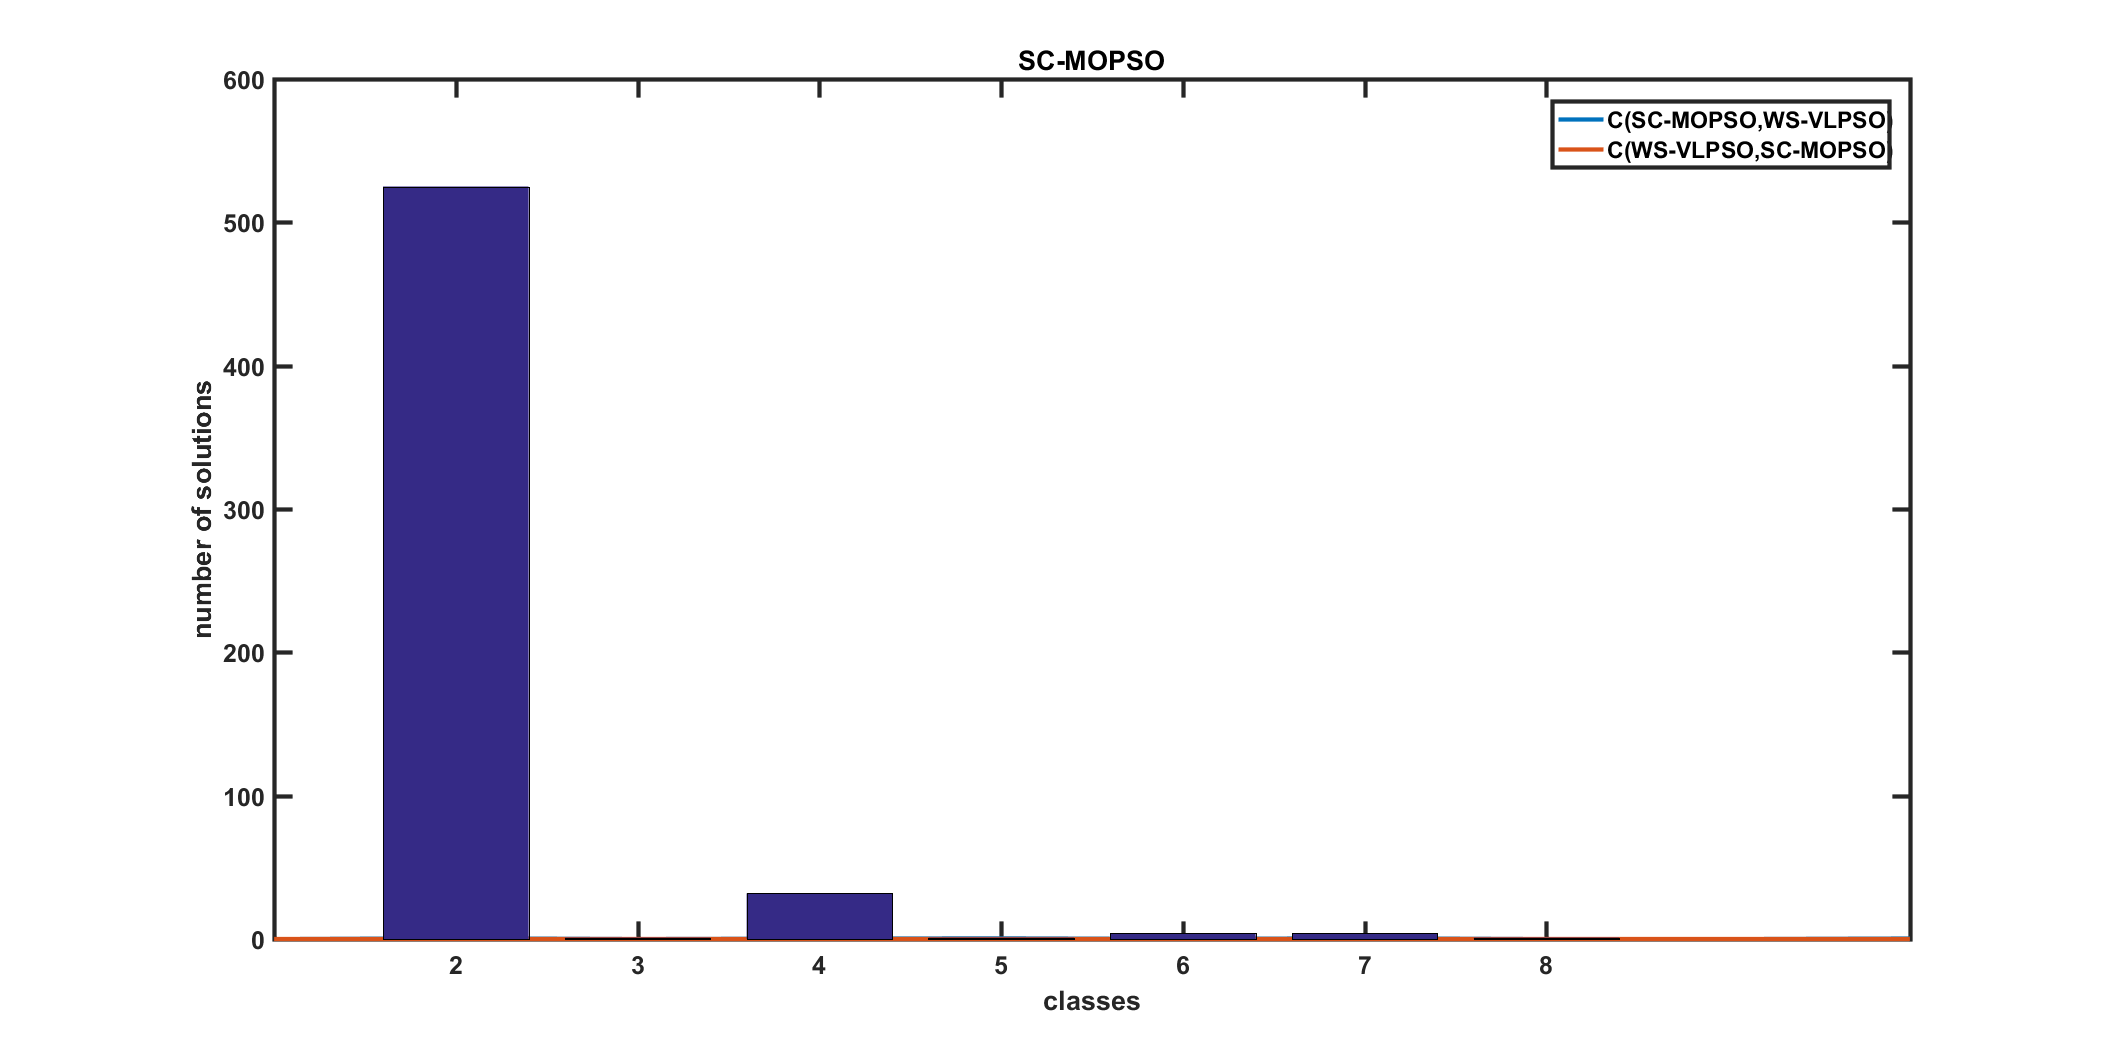 SC-MOPSO
600
500
400
300
200
100
0
number of solutions
C(SC-MOPSO,WS-VLPSO)
C(WS-VLPSO,SC-MOPSO)
2 3 4 5 6 7 8
classes